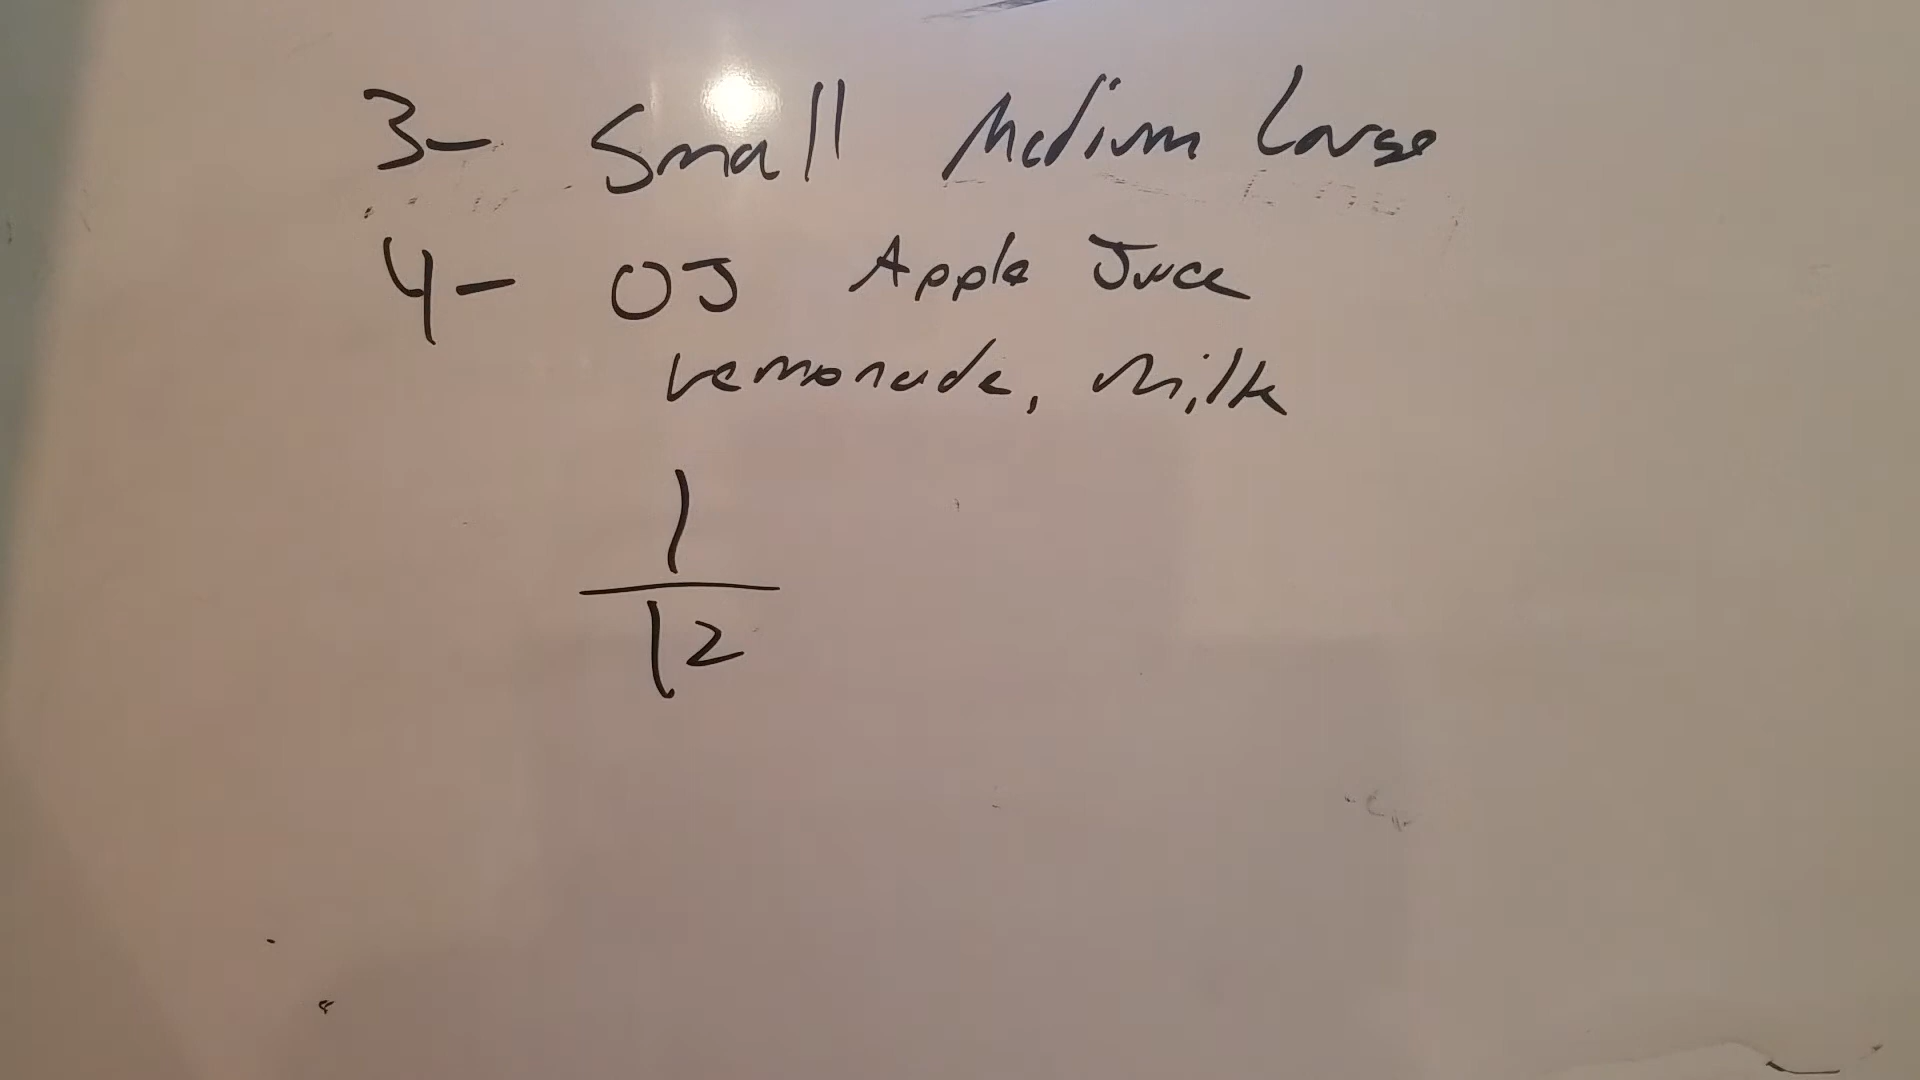 3- Small Medium Large
4- OJ Apple Juice
Lemonade, Milk
1
12